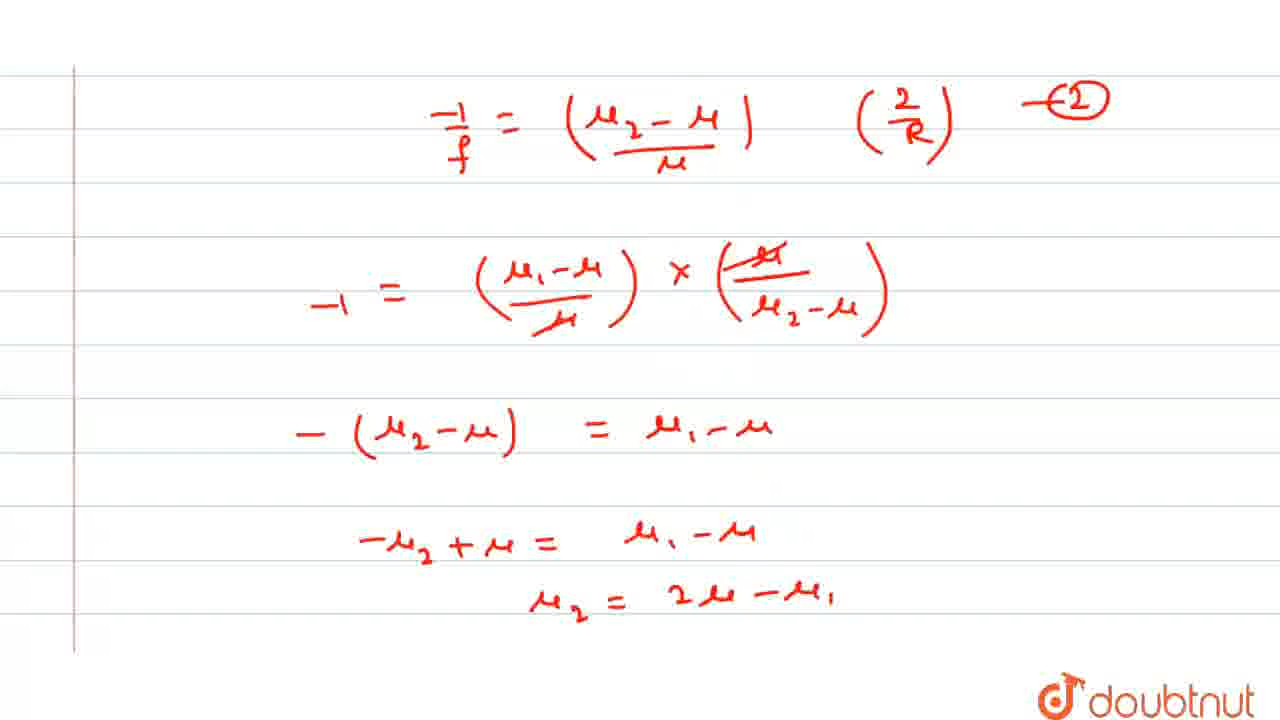 -1/f = (μ₂ - μ / μ) (2/R) - ②
-1 = (μ₁ - μ / μ) × (μ / μ₂ - μ)
- (μ₂ - μ) = μ₁ - μ
-μ₂ + μ = μ₁ - μ
μ₂ = 2μ - μ₁
doubtnut